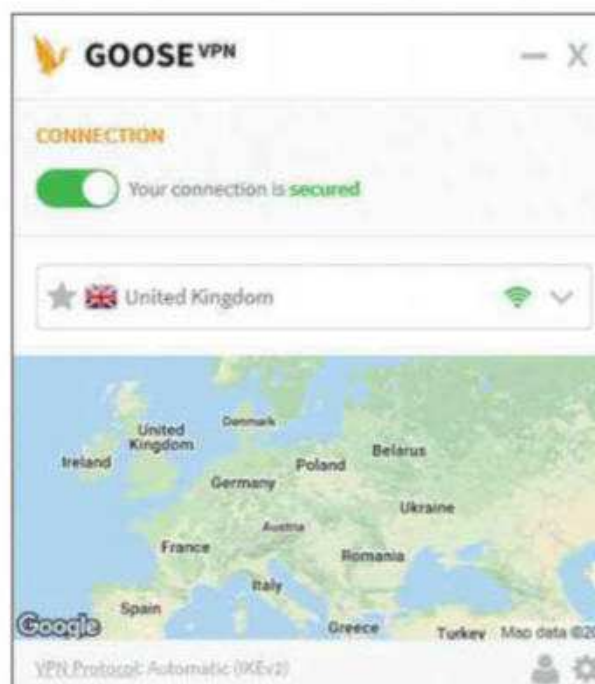 GOOSE VPN
CONNECTION
Your connection is secured
United Kingdom
Denmark
United
Kingdom
Ireland
Belarus
Poland
Germany
Ukraine
Austria
France
Romania
Italy
Spain
Google
Greece
Turkey
Map data ©20
VPN Protocol: Automatic (IKEv2)